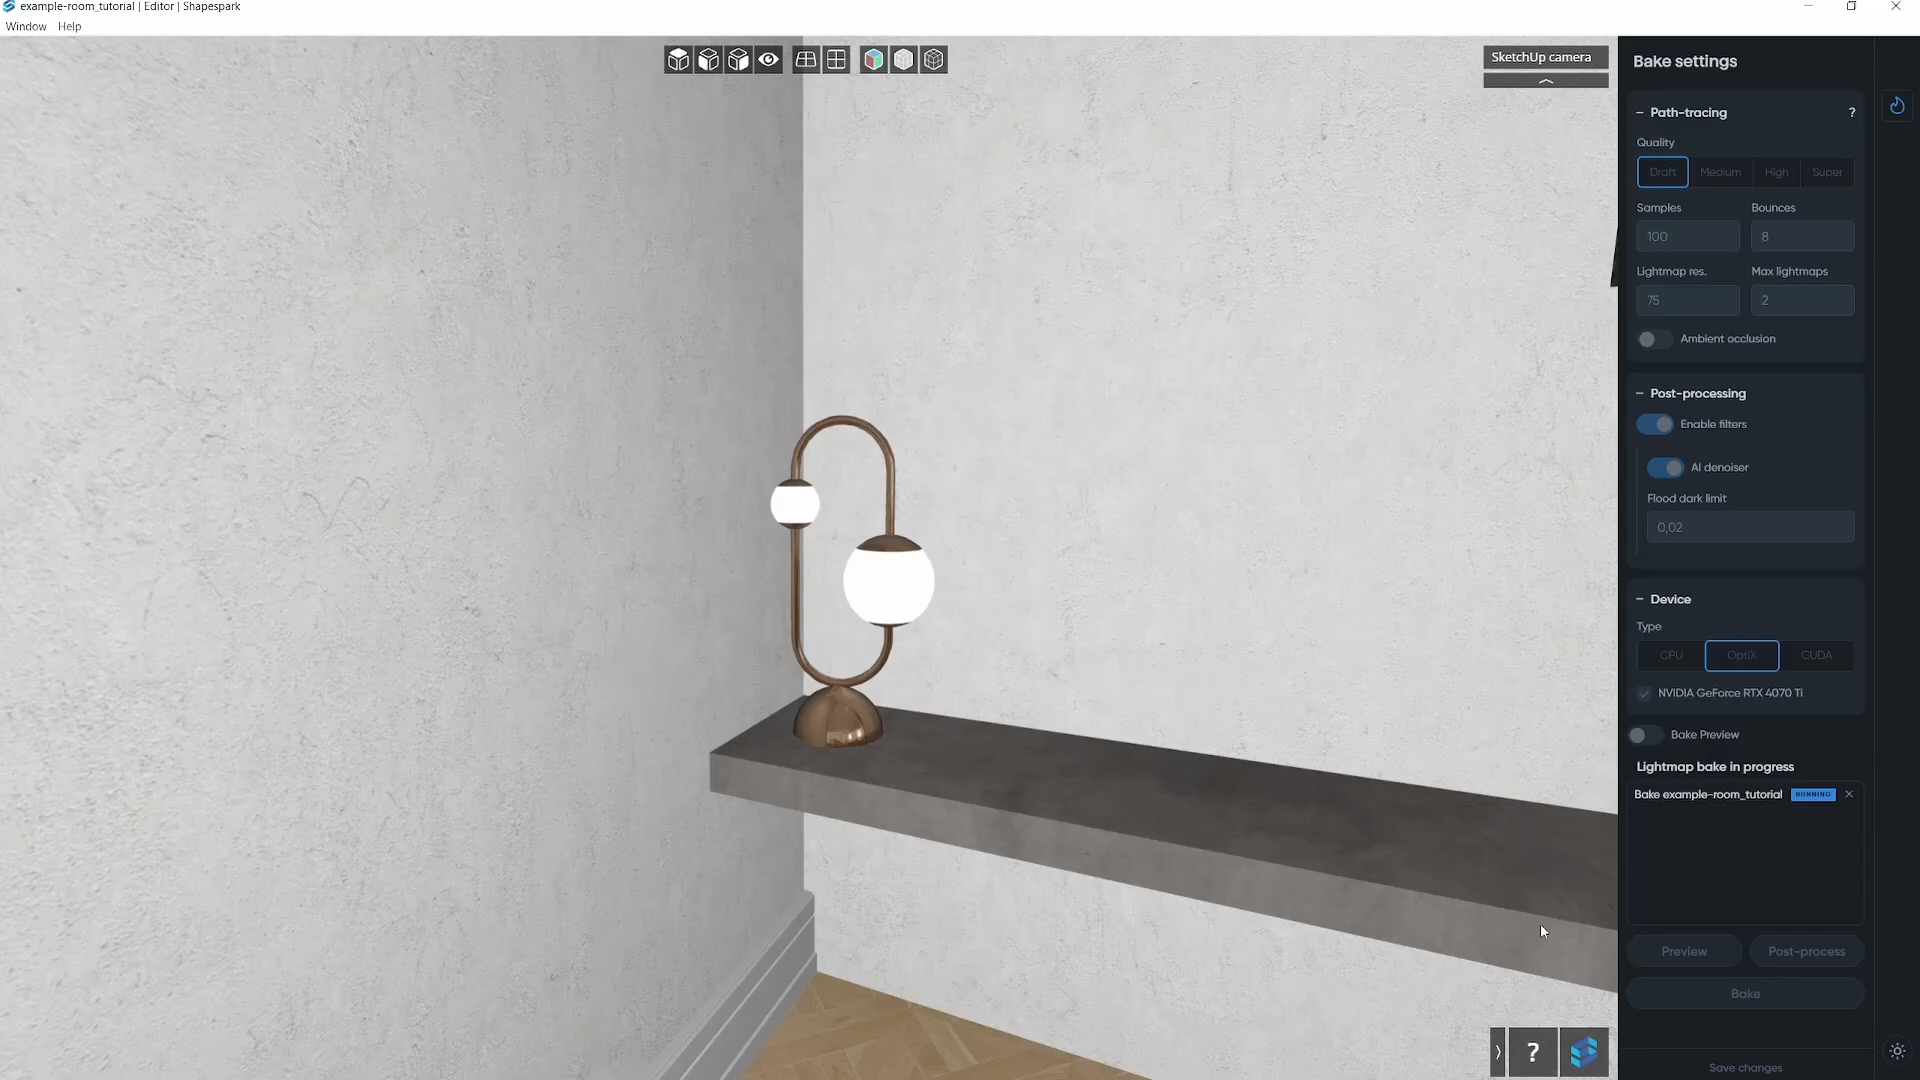 example-room_tutorial | Editor | Shapespark
Window Help
SketchUp camera
Bake settings
Path-tracing ?
Quality
Draft Medium High Super
Samples Bounces
100 8
Lightmap res. Max lightmaps
75 2
Ambient occlusion
Post-processing
Enable filters
AI denoiser
Flood dark limit
0,02
Device
Type
CPU OptiX CUDA
NVIDIA GeForce RTX 4070 Ti
Bake Preview
Lightmap bake in progress
Bake example-room_tutorial RUNNING
Preview Post-process
Bake
?
Save changes